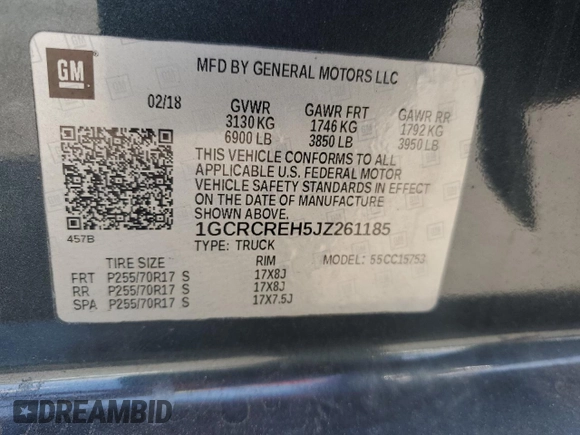 GM
MFD BY GENERAL MOTORS LLC
02/18 GVWR GAWR FRT GAWR RR
3130 KG 1746 KG 1792 KG
6900 LB 3850 LB 3950 LB
THIS VEHICLE CONFORMS TO ALL
APPLICABLE U.S. FEDERAL MOTOR
VEHICLE SAFETY STANDARDS IN EFFECT
ON THE DATE OF MANUFACTURE
SHOWN ABOVE.
457B
1GCRCREH5JZ261185
TYPE: TRUCK
TIRE SIZE RIM MODEL: 55CC15753
FRT P255/70R17 S 17X8J
RR P255/70R17 S 17X8J
SPA P255/70R17 S 17X7.5J
DREAMBID